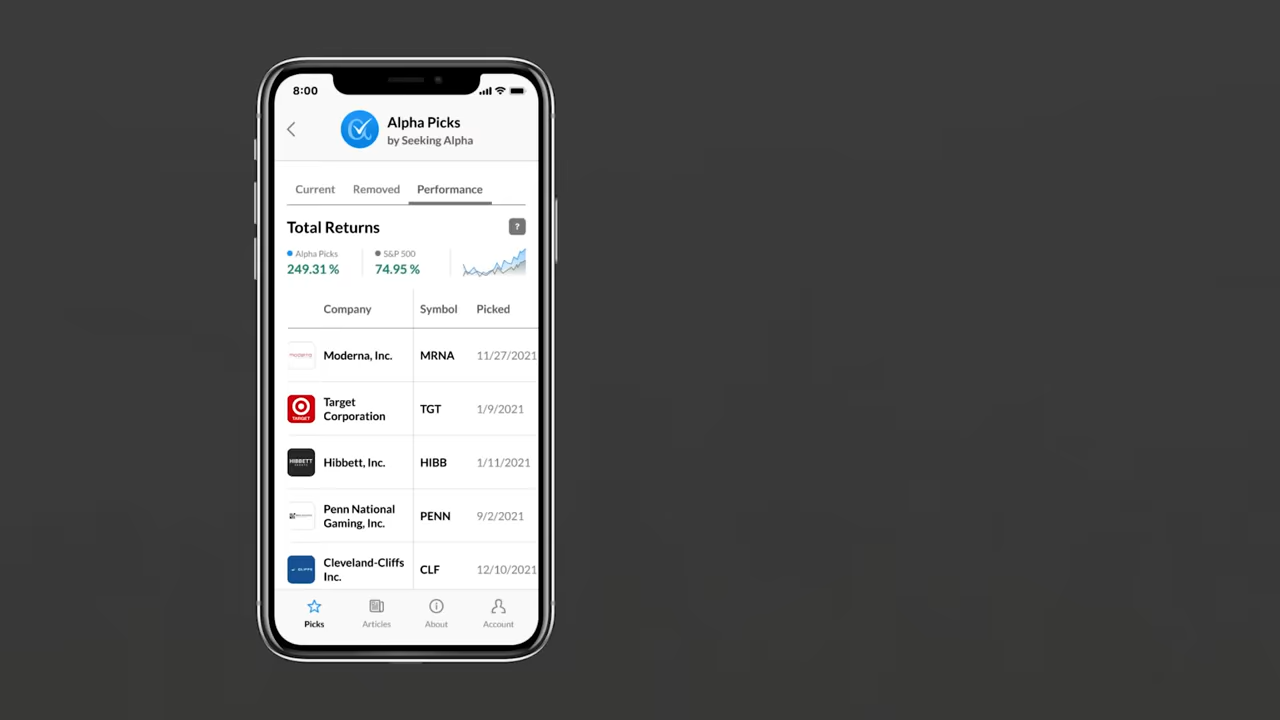 8:00
Alpha Picks
by Seeking Alpha
Current Removed Performance
Total Returns ?
Alpha Picks S&P 500
249.31 % 74.95 %
Company Symbol Picked
moderna Moderna, Inc. MRNA 11/27/2021
Target
TARGET Corporation TGT 1/9/2021
HIBBETT Hibbett, Inc. HIBB 1/11/2021
Penn National
Gaming, Inc. PENN 9/2/2021
Cleveland-Cliffs
Inc. CLF 12/10/2021
Picks Articles About Account